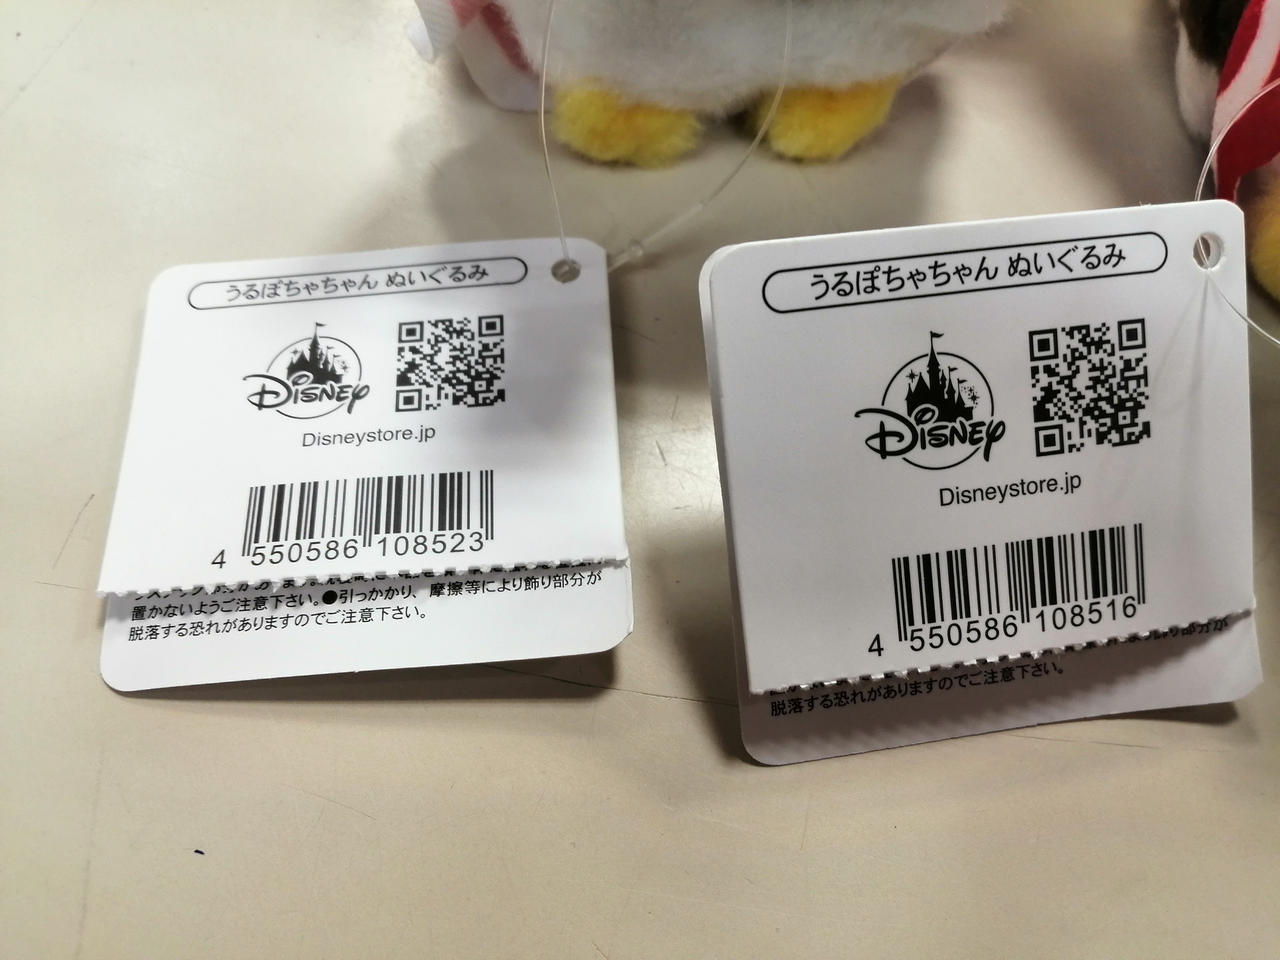 うるぽちゃちゃん ぬいぐるみ
Disney
Disneystore.jp
4 550586 108523
置かないようご注意下さい。●引っかかり、摩擦等により飾り部分が
脱落する恐れがありますのでご注意下さい。
うるぽちゃちゃん ぬいぐるみ
Disney
Disneystore.jp
4 550586 108516
脱落する恐れがありますのでご注意下さい。